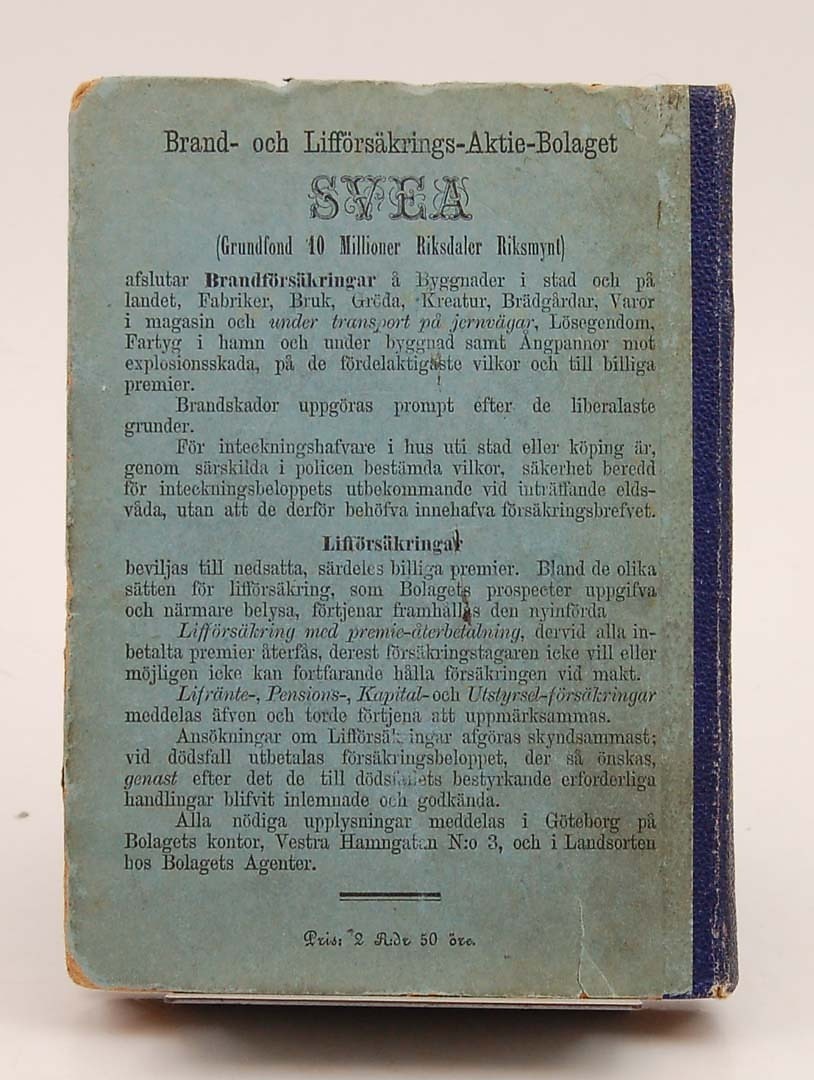 Brand- och Lifförsäkrings-Aktie-Bolaget
SVEA
(Grundfond 10 Millioner Riksdaler Riksmynt)
afslutar Brandförsäkringar å Byggnader i stad och på
landet, Fabriker, Bruk, Gröda, Kreatur, Brädgårdar, Varor
i magasin och under transport på jernvägar, Lösegendom,
Fartyg i hamn och under byggnad samt Ångpannor mot
explosionsskada, på de fördelaktigaste vilkor och till billiga
premier.
Brandskador uppgöras prompt efter de liberalaste
grunder.
För inteckningshafvare i hus uti stad eller köping är,
genom särskilda i policen bestämda vilkor, säkerhet beredd
för inteckningsbeloppets utbekommande vid inträffande elds-
våda, utan att de derför behöfva innehafva försäkringsbrefvet.
Lifförsäkringar
beviljas till nedsatta, särdeles billiga premier. Bland de olika
sätten för lifförsäkring, som Bolagets prospecter uppgifva
och närmare belysa, förtjenar framhållas den nyinförda
Lifförsäkring med premie-återbetalning, dervid alla in-
betalta premier återfås, derest försäkringstagaren icke vill eller
möjligen icke kan fortfarande hålla försäkringen vid makt.
Lifränte-, Pensions-, Kapital- och Utstyrsel-försäkringar
meddelas äfven och torde förtjena att uppmärksammas.
Ansökningar om Lifförsäkringar afgöras skyndsammast;
vid dödsfall utbetalas försäkringsbeloppet, der så önskas,
genast efter det de till dödsfallets bestyrkande erforderliga
handlingar blifvit inlemnade och godkända.
Alla nödiga upplysningar meddelas i Göteborg på
Bolagets kontor, Vestra Hamngatan N:o 3, och i Landsorten
hos Bolagets Agenter.
Pris: 2 R:dr 50 öre.